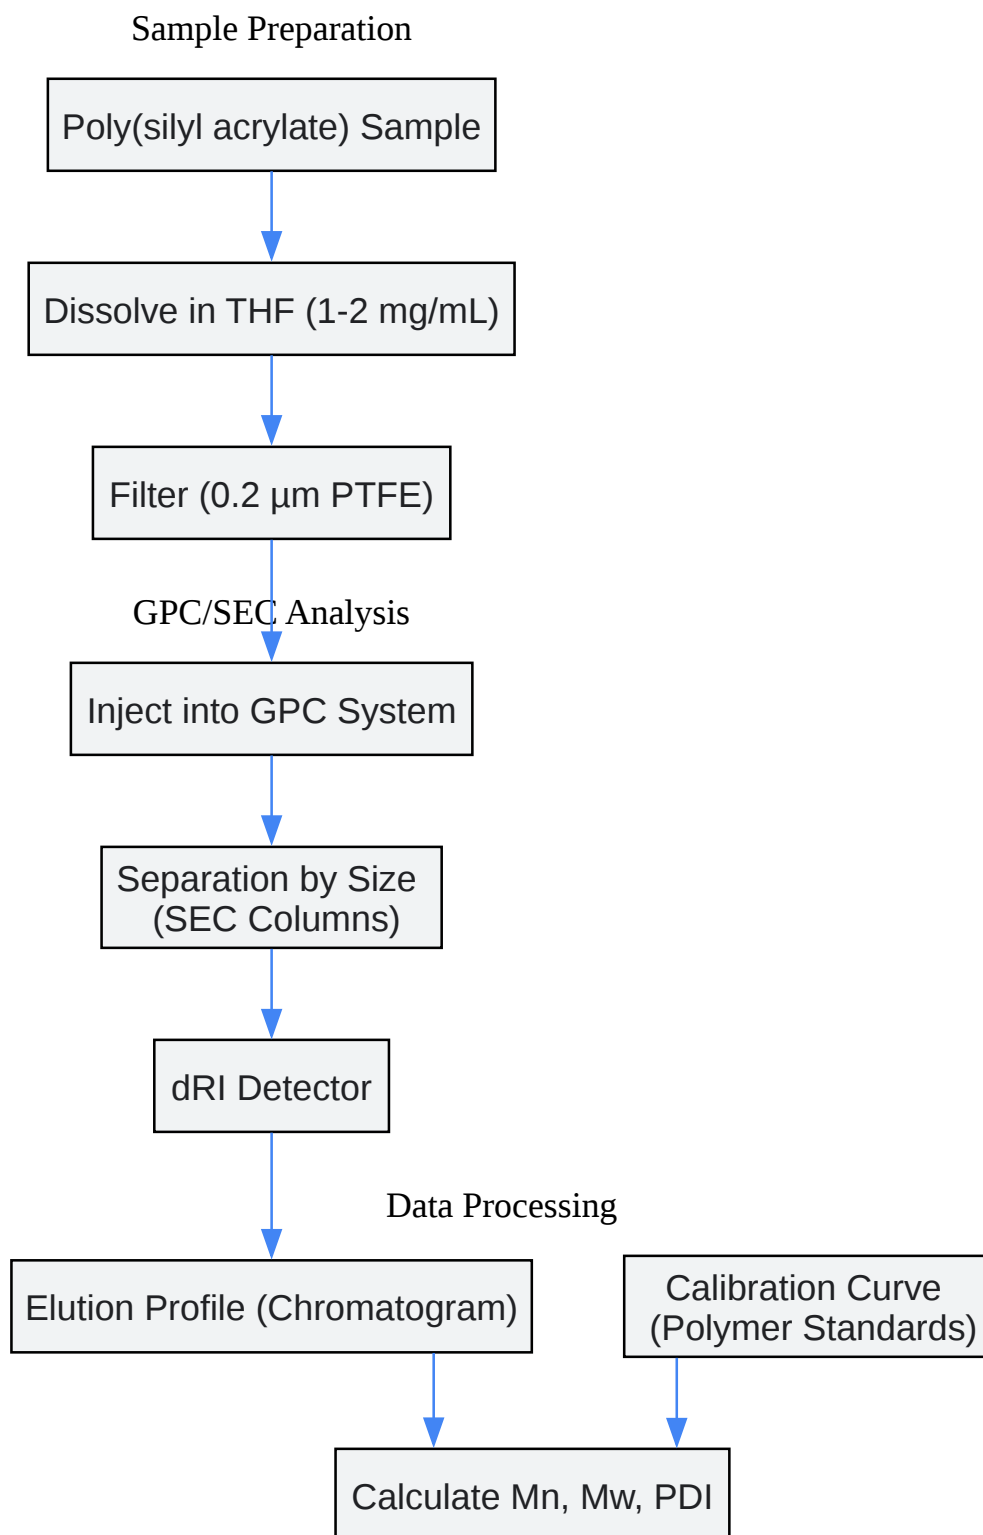 Sample Preparation
Poly(silyl acrylate) Sample
Dissolve in THF (1-2 mg/mL)
Filter (0.2 µm PTFE)
GPC/SEC Analysis
Inject into GPC System
Separation by Size
(SEC Columns)
dRI Detector
Data Processing
Elution Profile (Chromatogram)
Calibration Curve
(Polymer Standards)
Calculate Mn, Mw, PDI